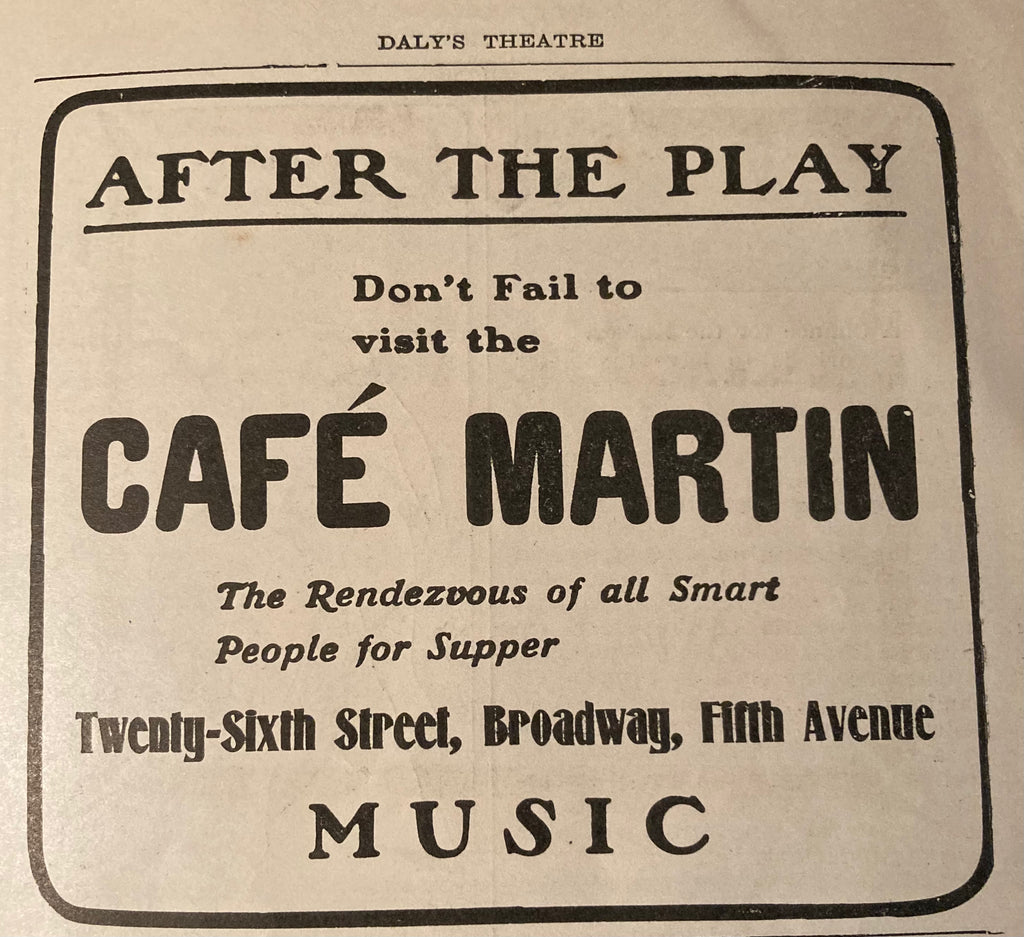 DALY'S THEATRE
AFTER THE PLAY
Don't Fail to
visit the
CAFÉ MARTIN
The Rendezvous of all Smart
People for Supper
Twenty-Sixth Street, Broadway, Fifth Avenue
MUSIC